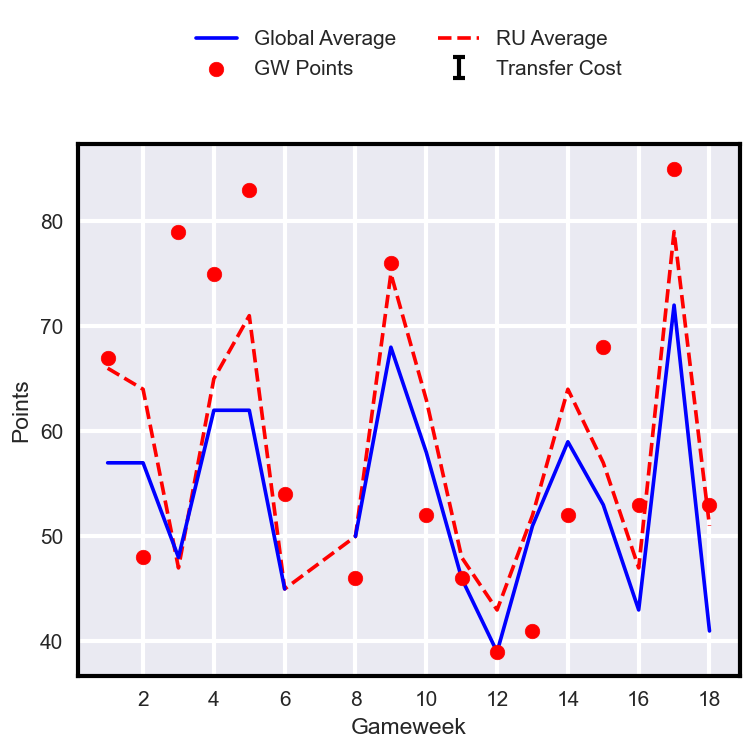 Global Average RU Average
GW Points Transfer Cost
80
70
60
50
40
Points
2 4 6 8 10 12 14 16 18
Gameweek